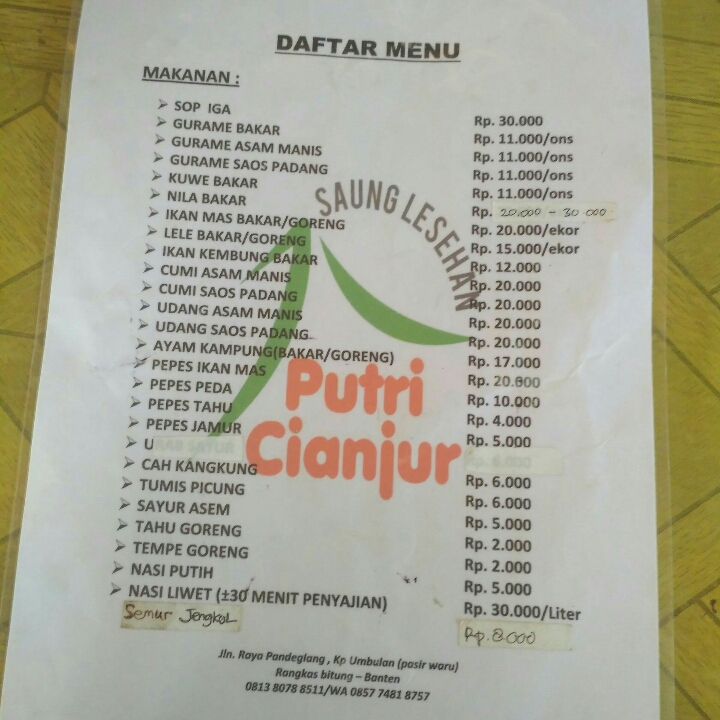 DAFTAR MENU
MAKANAN :
SOP IGA Rp. 30.000
GURAME BAKAR Rp. 11.000/ons
GURAME ASAM MANIS Rp. 11.000/ons
GURAME SAOS PADANG Rp. 11.000/ons
KUWE BAKAR Rp. 11.000/ons
NILA BAKAR Rp. 20.000 - 30 000
IKAN MAS BAKAR/GORENG Rp. 20.000/ekor
LELE BAKAR/GORENG Rp. 15.000/ekor
IKAN KEMBUNG BAKAR Rp. 12.000
CUMI ASAM MANIS Rp. 20.000
CUMI SAOS PADANG Rp. 20.000
UDANG ASAM MANIS Rp. 20.000
UDANG SAOS PADANG Rp. 20.000
AYAM KAMPUNG(BAKAR/GORENG) Rp. 17.000
PEPES IKAN MAS Rp. 20.000
PEPES PEDA Rp. 10.000
PEPES TAHU Rp. 4.000
PEPES JAMUR Rp. 5.000
U
CAH KANGKUNG Rp. 6.000
TUMIS PICUNG Rp. 6.000
SAYUR ASEM Rp. 5.000
TAHU GORENG Rp. 2.000
TEMPE GORENG Rp. 2.000
NASI PUTIH Rp. 5.000
NASI LIWET (±30 MENIT PENYAJIAN) Rp. 30.000/Liter
Semur Jengkol Rp. 8.000
SAUNG LESEHAN
Putri
Cianjur
Jln. Raya Pandeglang , Kp Umbulan (pasir waru)
Rangkas bitung – Banten
0813 8078 8511/WA 0857 7481 8757